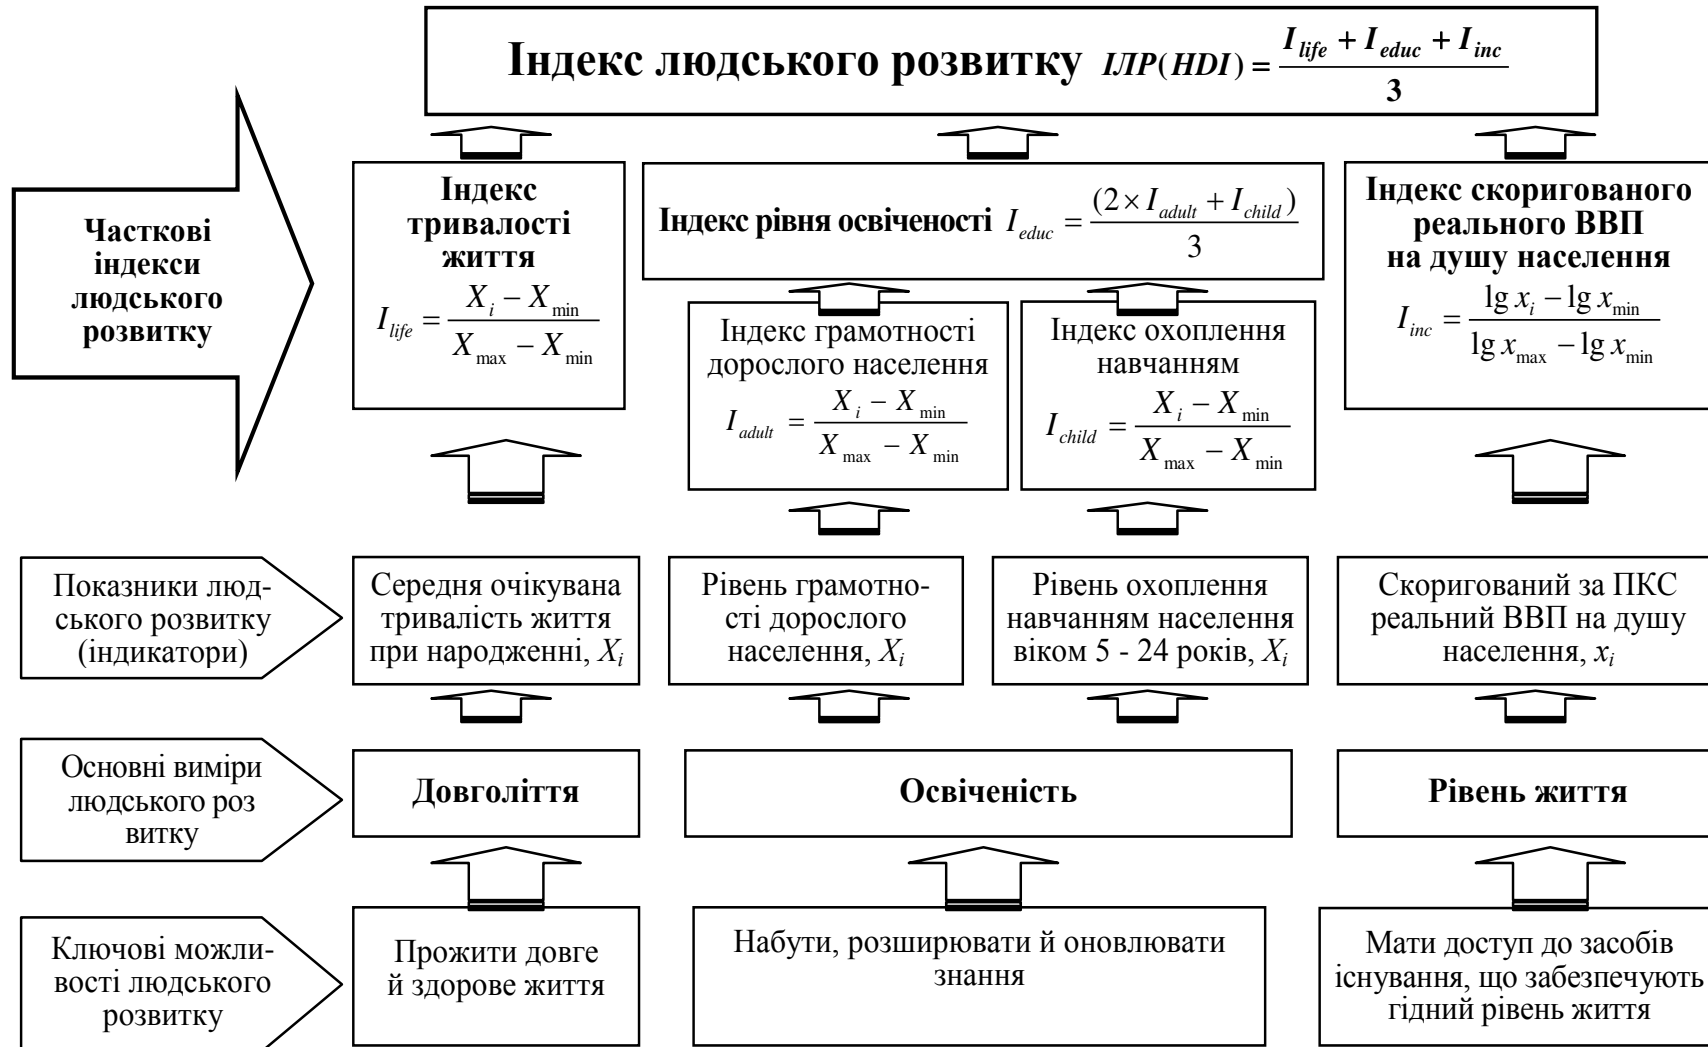 Індекс людського розвитку ІЛР(HDI) = (I_life + I_educ + I_inc) / 3
Часткові
індекси
людського
розвитку
Індекс
тривалості
життя
I_life = (X_i − X_min) / (X_max − X_min)
Індекс рівня освіченості I_educ = (2 × I_adult + I_child) / 3
Індекс грамотності
дорослого населення
I_adult = (X_i − X_min) / (X_max − X_min)
Індекс охоплення
навчанням
I_child = (X_i − X_min) / (X_max − X_min)
Індекс скоригованого
реального ВВП
на душу населення
I_inc = (lg x_i − lg x_min) / (lg x_max − lg x_min)
Показники люд-
ського розвитку
(індикатори)
Середня очікувана
тривалість життя
при народженні, X_i
Рівень грамотно-
сті дорослого
населення, X_i
Рівень охоплення
навчанням населення
віком 5 - 24 років, X_i
Скоригований за ПКС
реальний ВВП на душу
населення, x_i
Основні виміри
людського роз
витку
Довголіття
Освіченість
Рівень життя
Ключові можли-
вості людського
розвитку
Прожити довге
й здорове життя
Набути, розширювати й оновлювати
знання
Мати доступ до засобів
існування, що забезпечують
гідний рівень життя